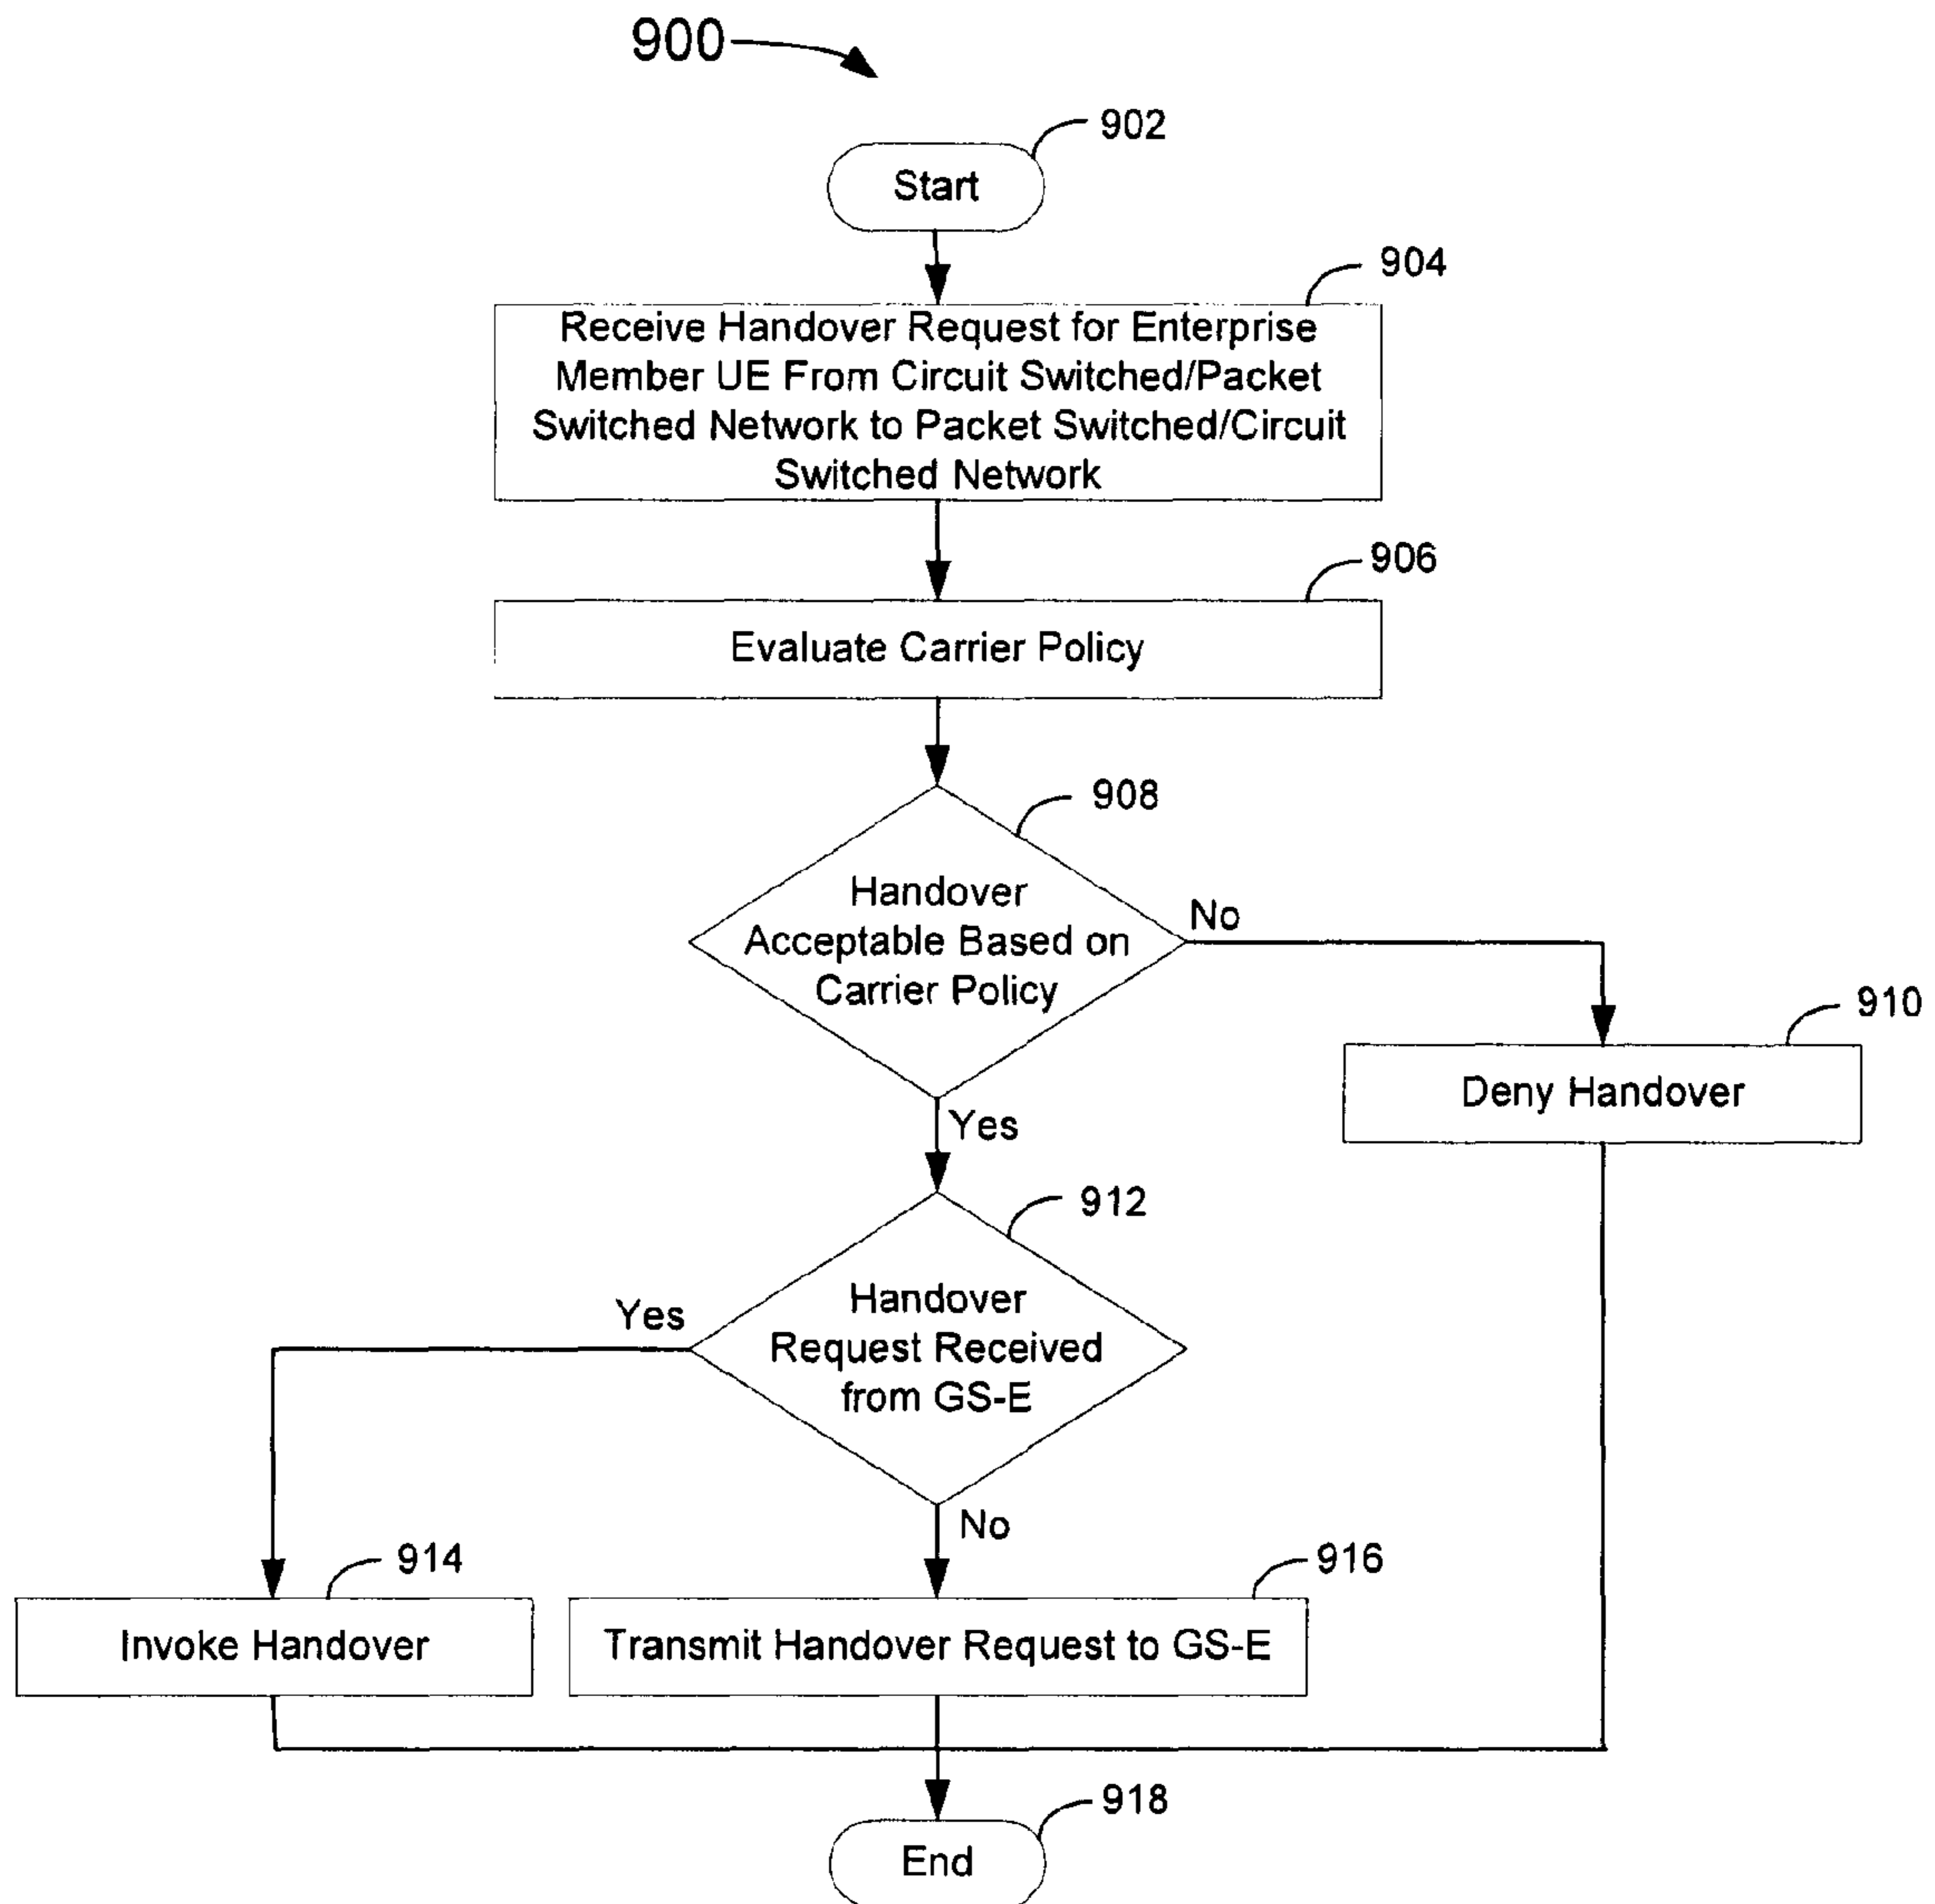 900
902
Start
904
Receive Handover Request for Enterprise
Member UE From Circuit Switched/Packet
Switched Network to Packet Switched/Circuit
Switched Network
906
Evaluate Carrier Policy
908
Handover
Acceptable Based on
Carrier Policy
No
910
Deny Handover
Yes
912
Handover
Request Received
from GS-E
Yes
No
914
Invoke Handover
916
Transmit Handover Request to GS-E
918
End